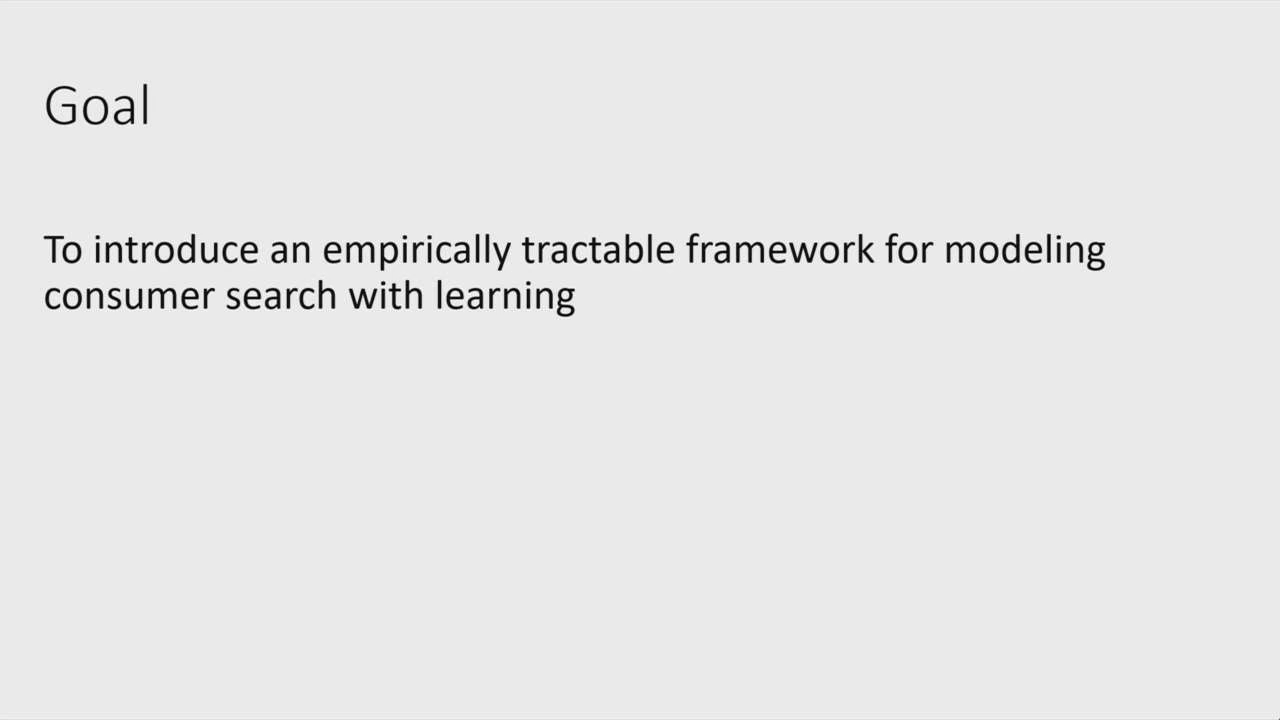 Goal
To introduce an empirically tractable framework for modeling
consumer search with learning